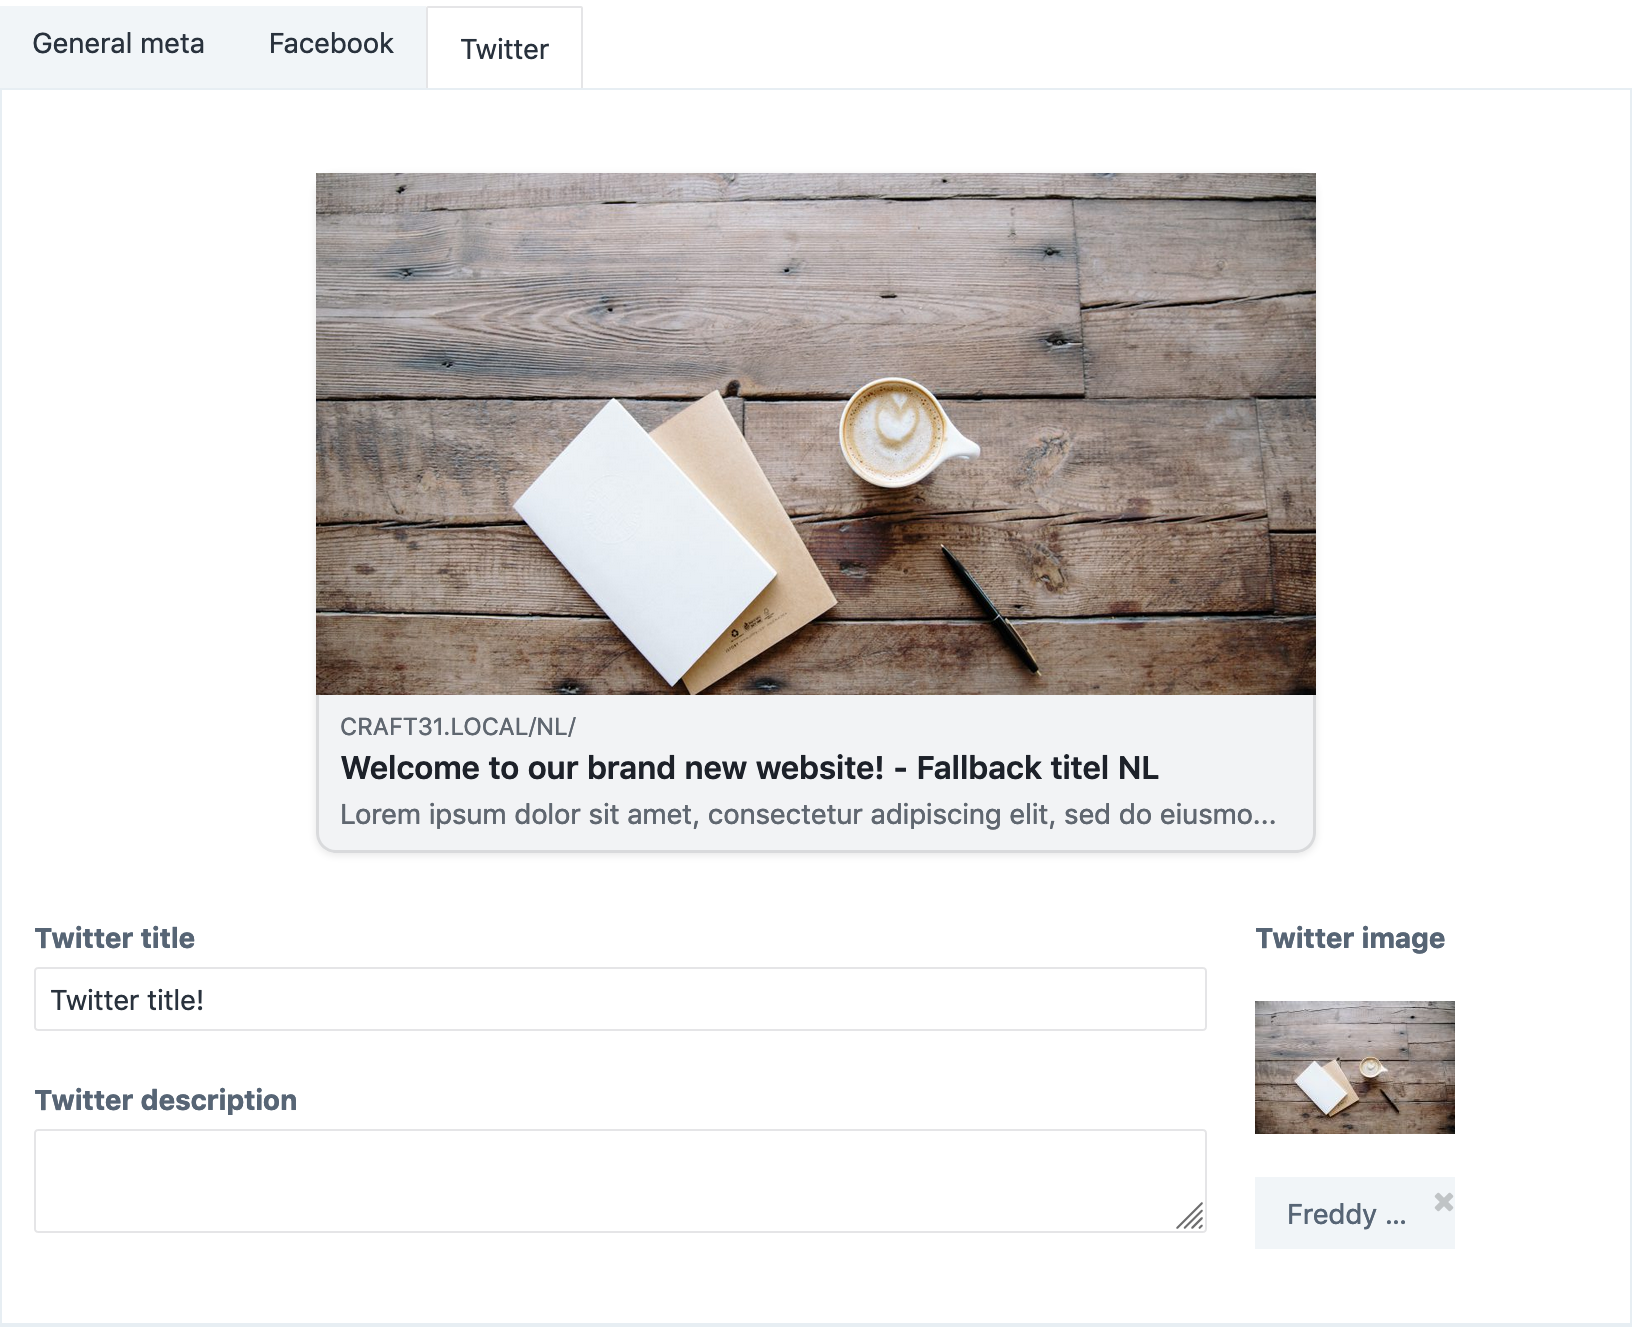 General meta
Facebook
Twitter
CRAFT31.LOCAL/NL/
Welcome to our brand new website! - Fallback titel NL
Lorem ipsum dolor sit amet, consectetur adipiscing elit, sed do eiusmo...
Twitter title
Twitter image
Twitter title!
Twitter description
Freddy ...